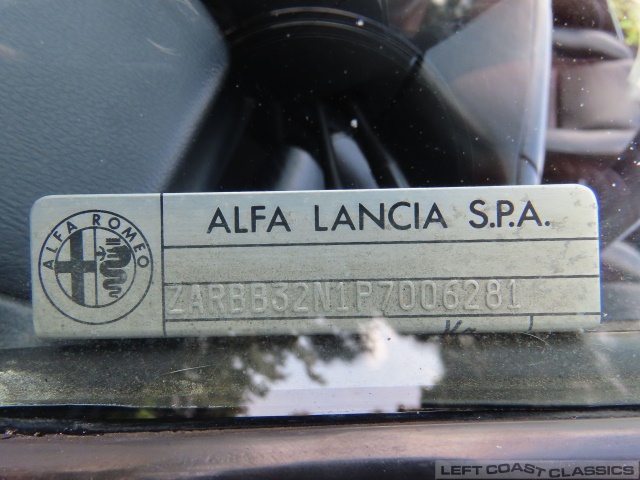 ALFA LANCIA S.P.A.
ALFA ROMEO
ZARBB32N1P7006281
LEFT COAST CLASSICS